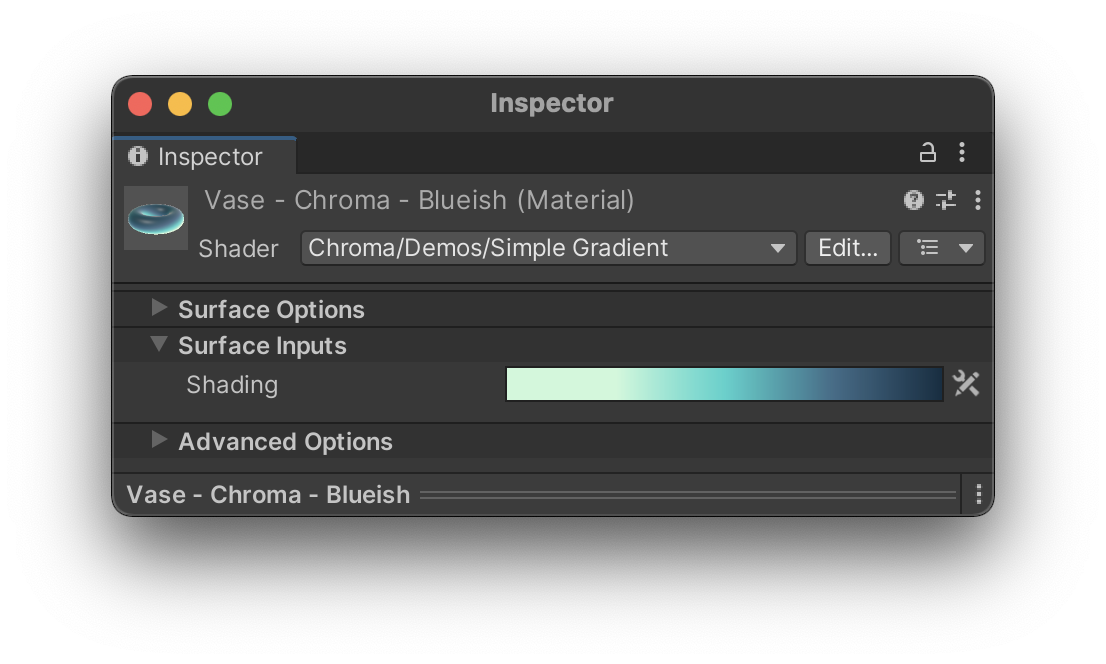 Inspector
Inspector
Vase - Chroma - Blueish (Material)
Shader Chroma/Demos/Simple Gradient Edit...
Surface Options
Surface Inputs
Shading
Advanced Options
Vase - Chroma - Blueish